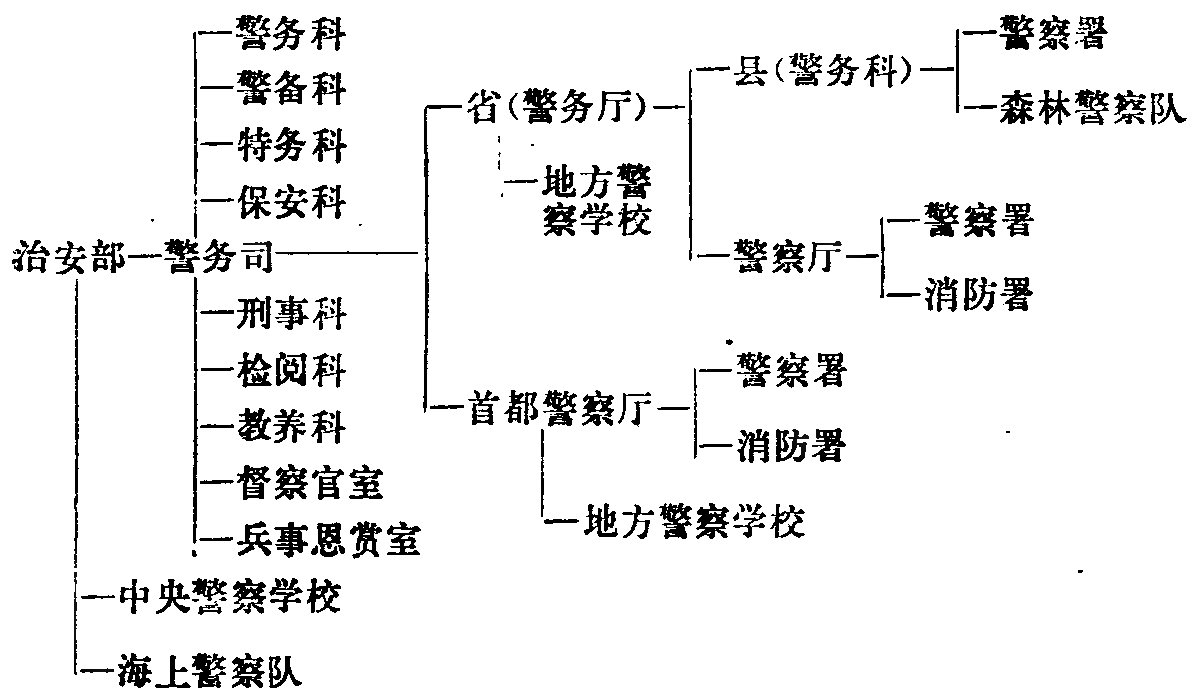 警务科
警备科
特务科
保安科
治安部
警务司
刑事科
检阅科
教养科
督察官室
兵事恩赏室
中央警察学校
海上警察队
省(警务厅)
地方警
察学校
县(警务科)
警察署
森林警察队
警察厅
警察署
消防署
首都警察厅
警察署
消防署
地方警察学校